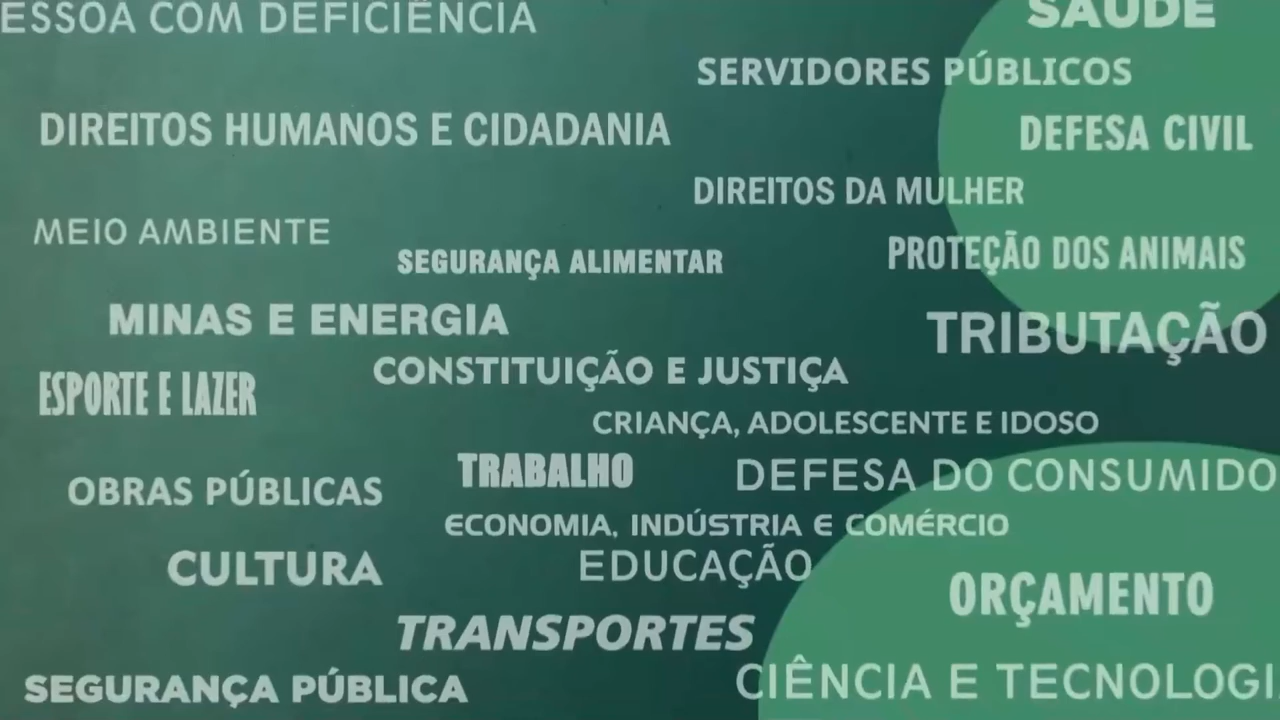 ESSOA COM DEFICIÊNCIA
SAÚDE
SERVIDORES PÚBLICOS
DIREITOS HUMANOS E CIDADANIA
DEFESA CIVIL
DIREITOS DA MULHER
MEIO AMBIENTE
SEGURANÇA ALIMENTAR
PROTEÇÃO DOS ANIMAIS
MINAS E ENERGIA
TRIBUTAÇÃO
CONSTITUIÇÃO E JUSTIÇA
ESPORTE E LAZER
CRIANÇA, ADOLESCENTE E IDOSO
TRABALHO
DEFESA DO CONSUMIDO
OBRAS PÚBLICAS
ECONOMIA, INDÚSTRIA E COMÉRCIO
CULTURA
EDUCAÇÃO
ORÇAMENTO
TRANSPORTES
CIÊNCIA E TECNOLOGI
SEGURANÇA PÚBLICA